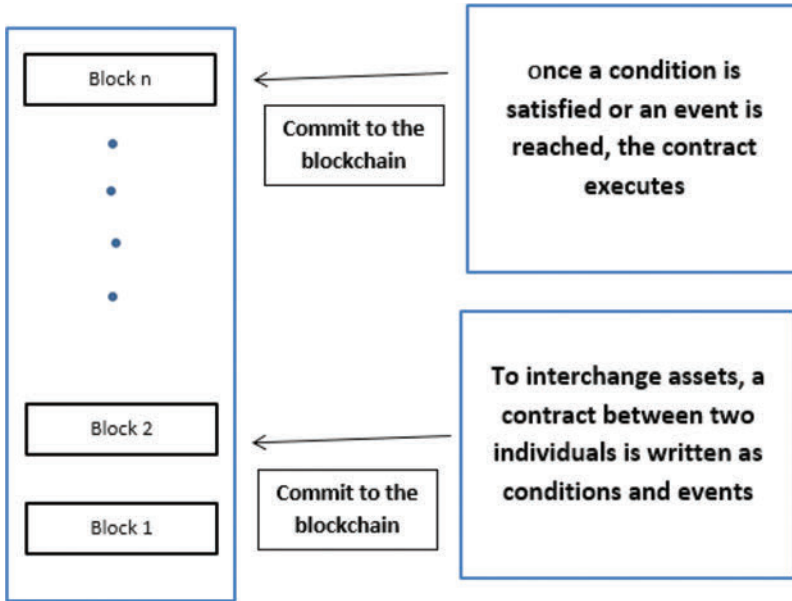 Block n
Commit to the
blockchain
once a condition is
satisfied or an event is
reached, the contract
executes
Block 2
Block 1
Commit to the
blockchain
To interchange assets, a
contract between two
individuals is written as
conditions and events